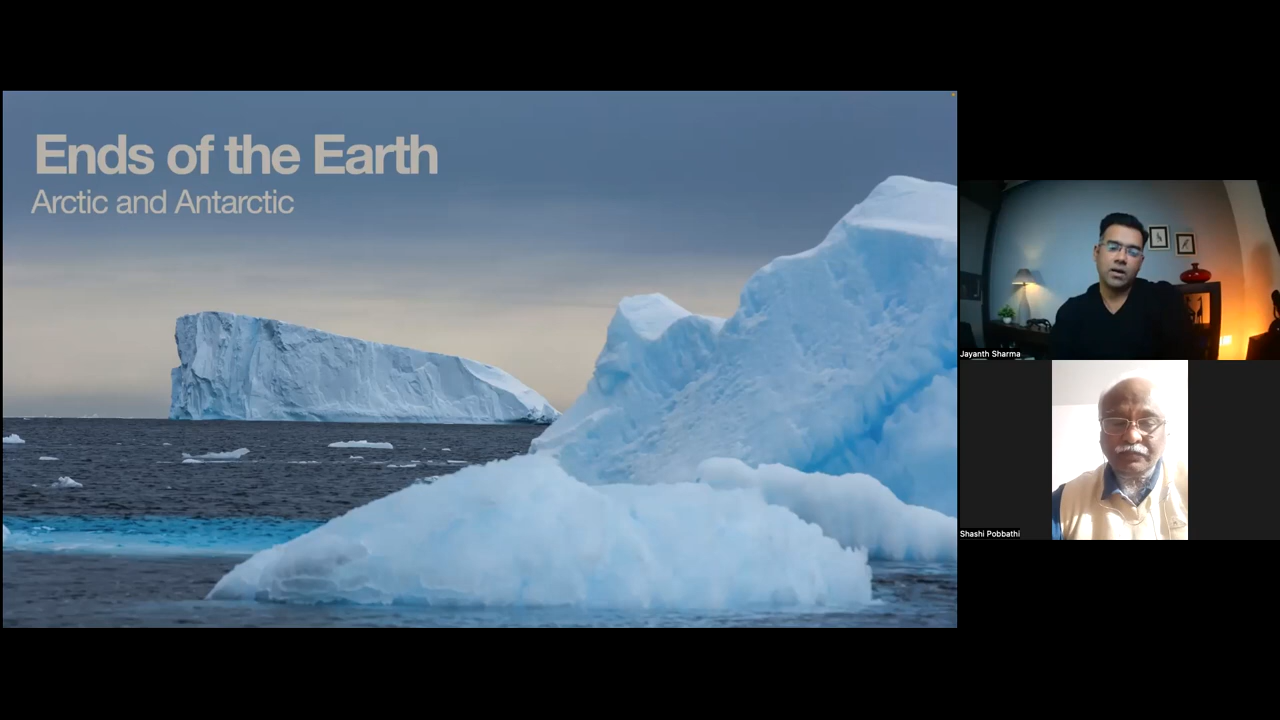 Ends of the Earth
Arctic and Antarctic
Jayanth Sharma
Shashi Pobbathi